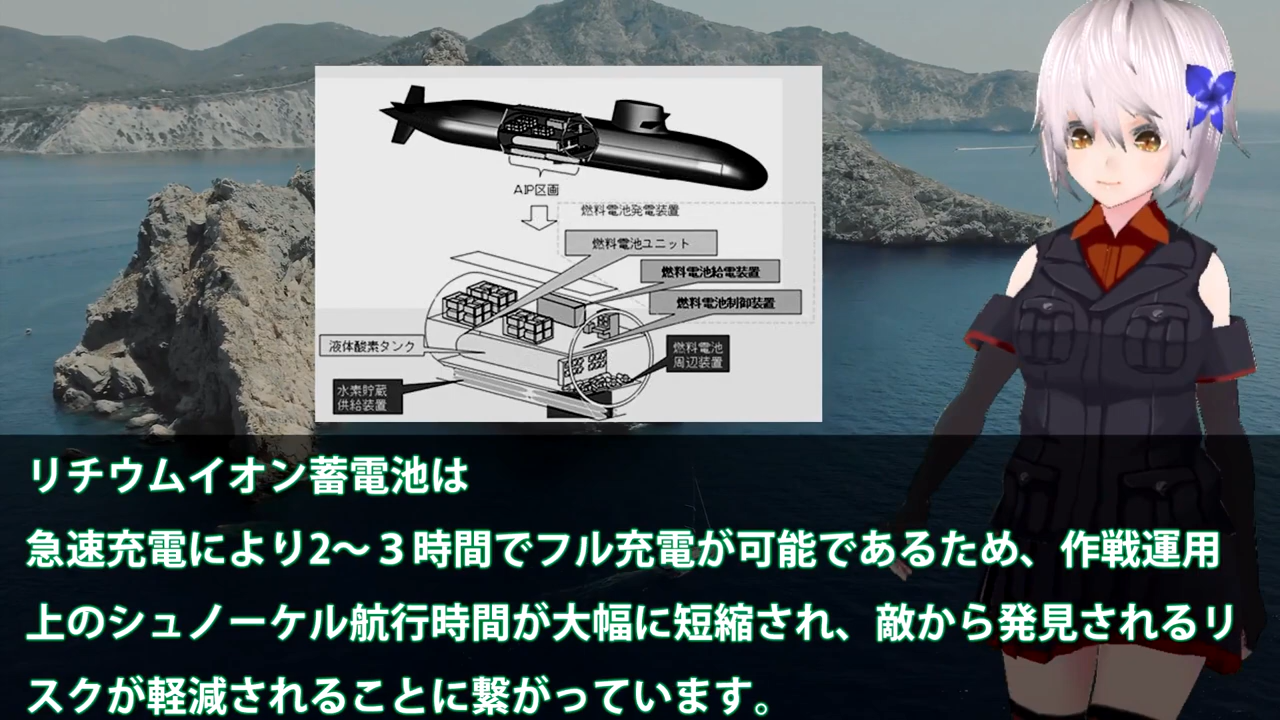 AIP区画
燃料電池発電装置
燃料電池ユニット
燃料電池給電装置
燃料電池制御装置
液体酸素タンク
燃料電池
周辺装置
水素貯蔵
供給装置
リチウムイオン蓄電池は
急速充電により2～３時間でフル充電が可能であるため、作戦運用
上のシュノーケル航行時間が大幅に短縮され、敵から発見されるリ
スクが軽減されることに繋がっています。